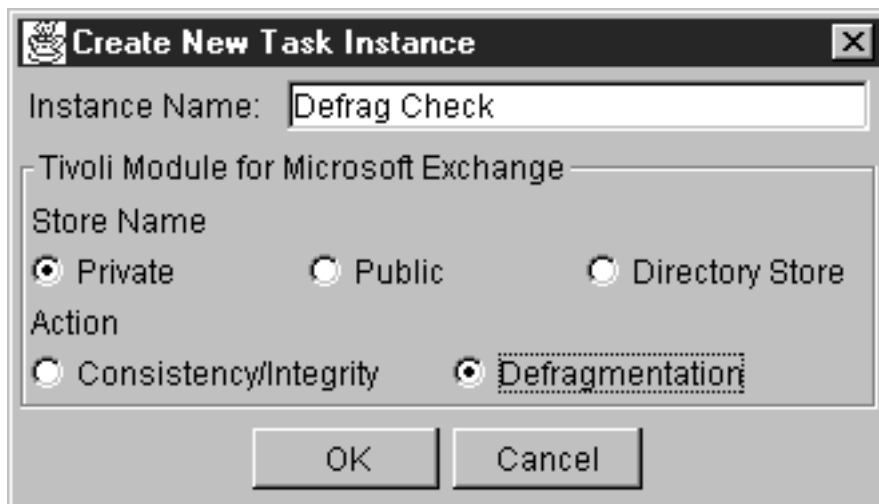 Create New Task Instance
Instance Name: Defrag Check
Tivoli Module for Microsoft Exchange
Store Name
Private Public Directory Store
Action
Consistency/Integrity Defragmentation
OK Cancel